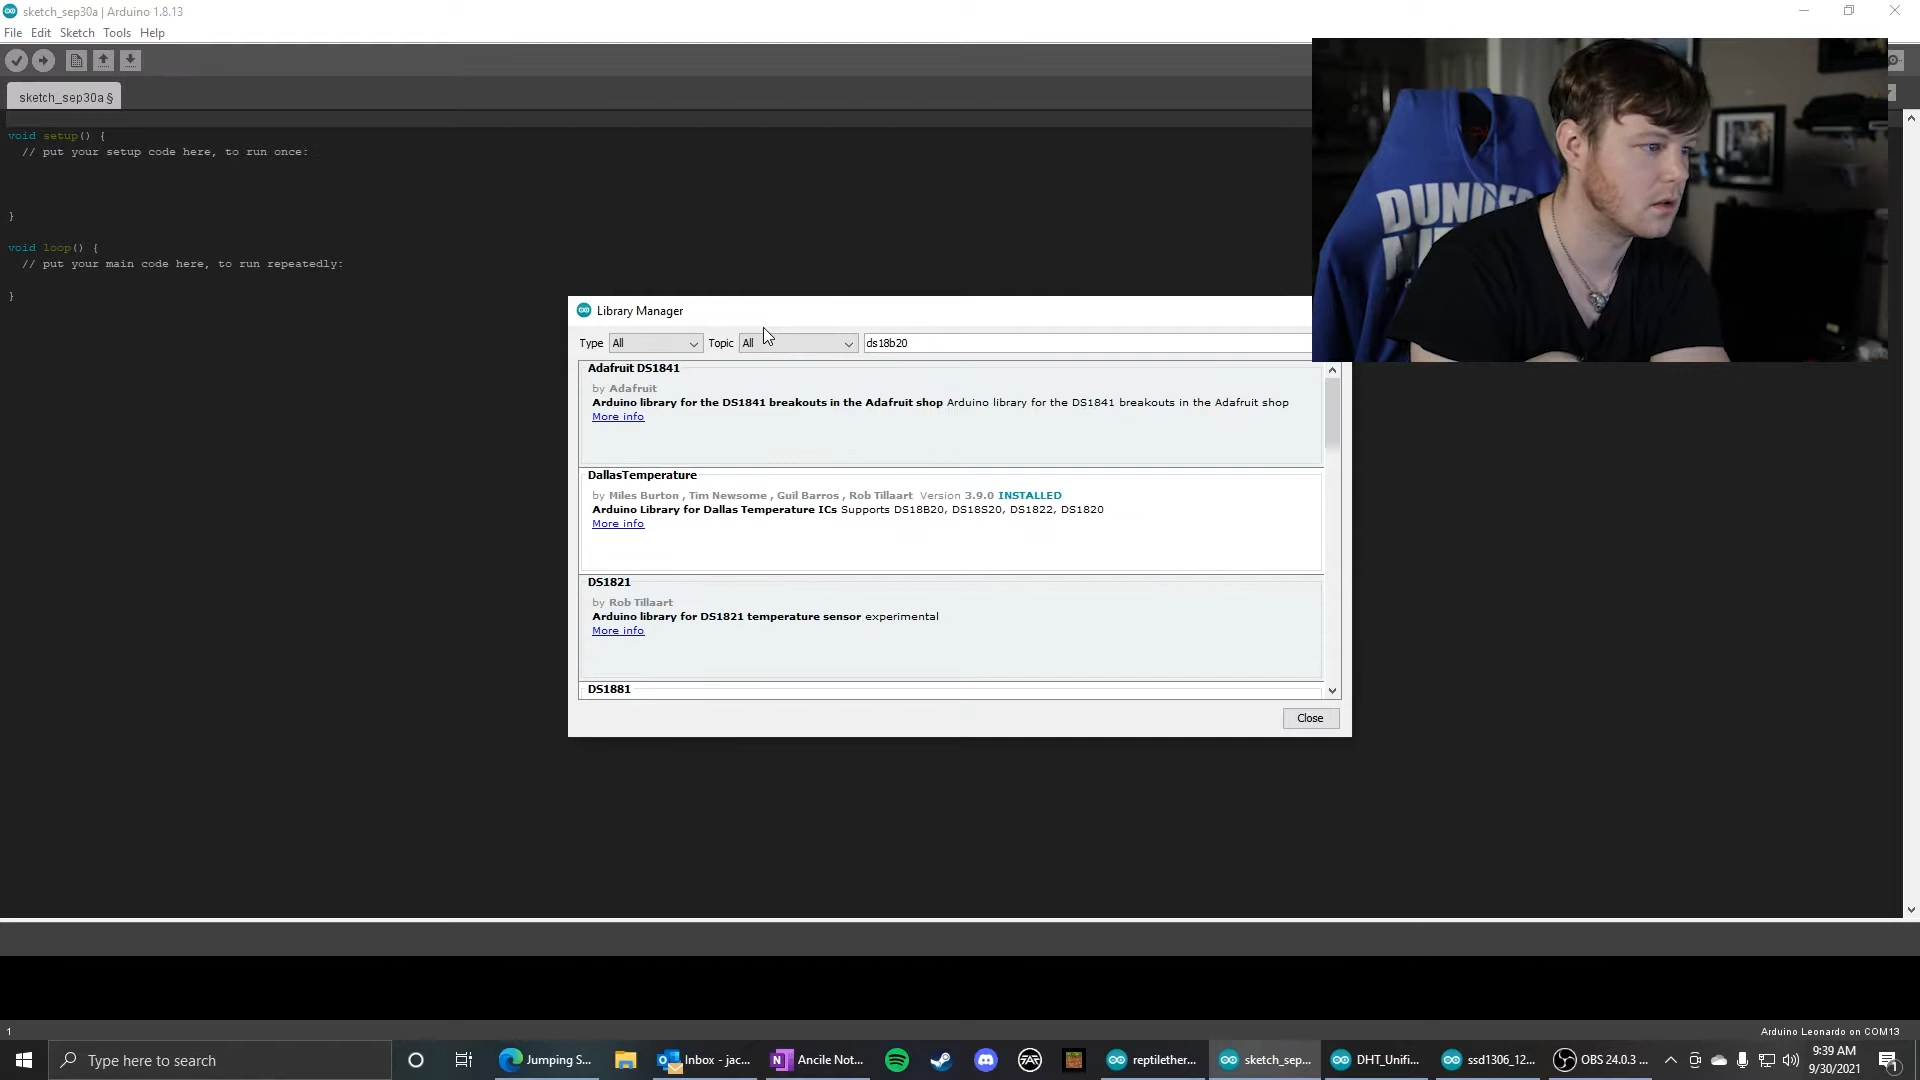 sketch_sep30a | Arduino 1.8.13
File Edit Sketch Tools Help
sketch_sep30a §
void setup() {
// put your setup code here, to run once:
}
void loop() {
// put your main code here, to run repeatedly:
}
Library Manager
Type All Topic All ds18b20
Adafruit DS1841
by Adafruit
Arduino library for the DS1841 breakouts in the Adafruit shop Arduino library for the DS1841 breakouts in the Adafruit shop
More info
DallasTemperature
by Miles Burton , Tim Newsome , Guil Barros , Rob Tillaart Version 3.9.0 INSTALLED
Arduino Library for Dallas Temperature ICs Supports DS18B20, DS18S20, DS1822, DS1820
More info
DS1821
by Rob Tillaart
Arduino library for DS1821 temperature sensor experimental
More info
DS1881
Close
DUNDER
1
Arduino Leonardo on COM13
Type here to search
Jumping S...
Inbox - jac...
Ancile Not...
reptilether...
sketch_sep...
DHT_Unifi...
ssd1306_12...
OBS 24.0.3 ...
9:39 AM
9/30/2021
1